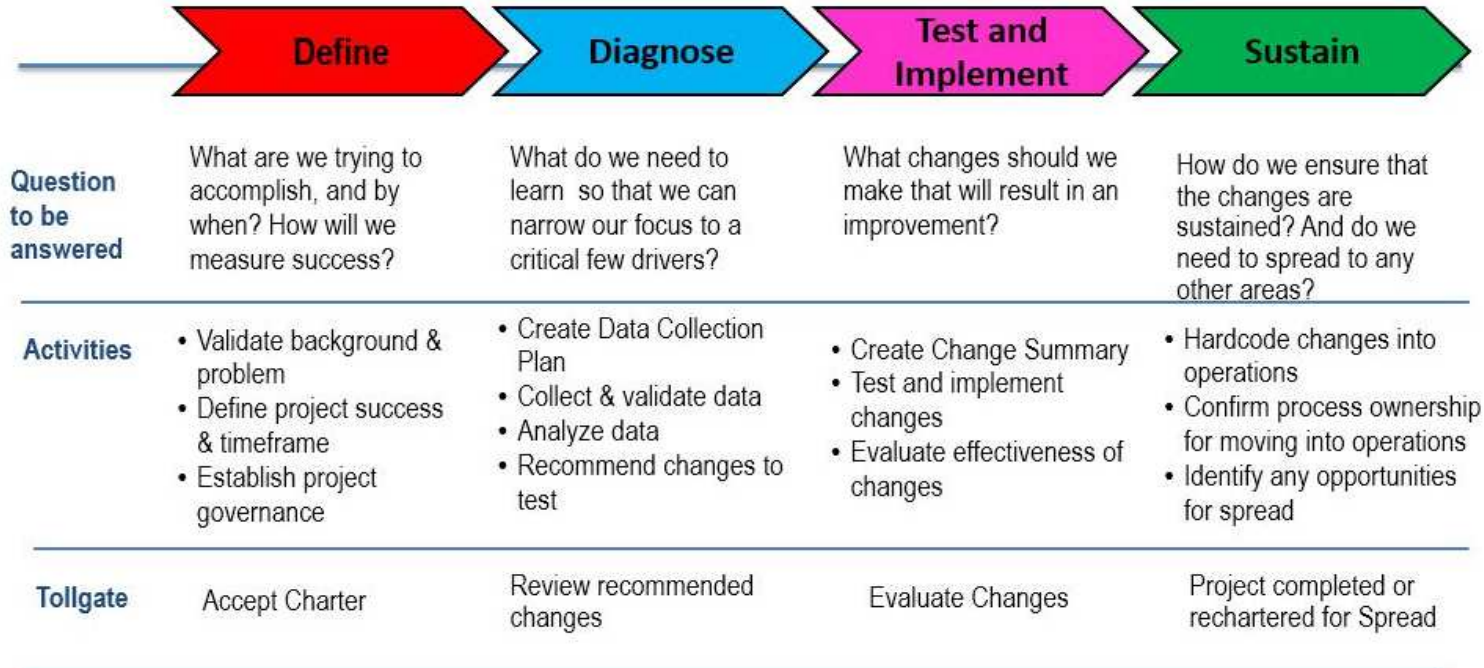 Define
Diagnose
Test and
Implement
Sustain
Question
to be
answered
What are we trying to
accomplish, and by
when? How will we
measure success?
What do we need to
learn so that we can
narrow our focus to a
critical few drivers?
What changes should we
make that will result in an
improvement?
How do we ensure that
the changes are
sustained? And do we
need to spread to any
other areas?
Activities
• Validate background &
problem
• Define project success
& timeframe
• Establish project
governance
• Create Data Collection
Plan
• Collect & validate data
• Analyze data
• Recommend changes to
test
• Create Change Summary
• Test and implement
changes
• Evaluate effectiveness of
changes
• Hardcode changes into
operations
• Confirm process ownership
for moving into operations
• Identify any opportunities
for spread
Tollgate
Accept Charter
Review recommended
changes
Evaluate Changes
Project completed or
rechartered for Spread